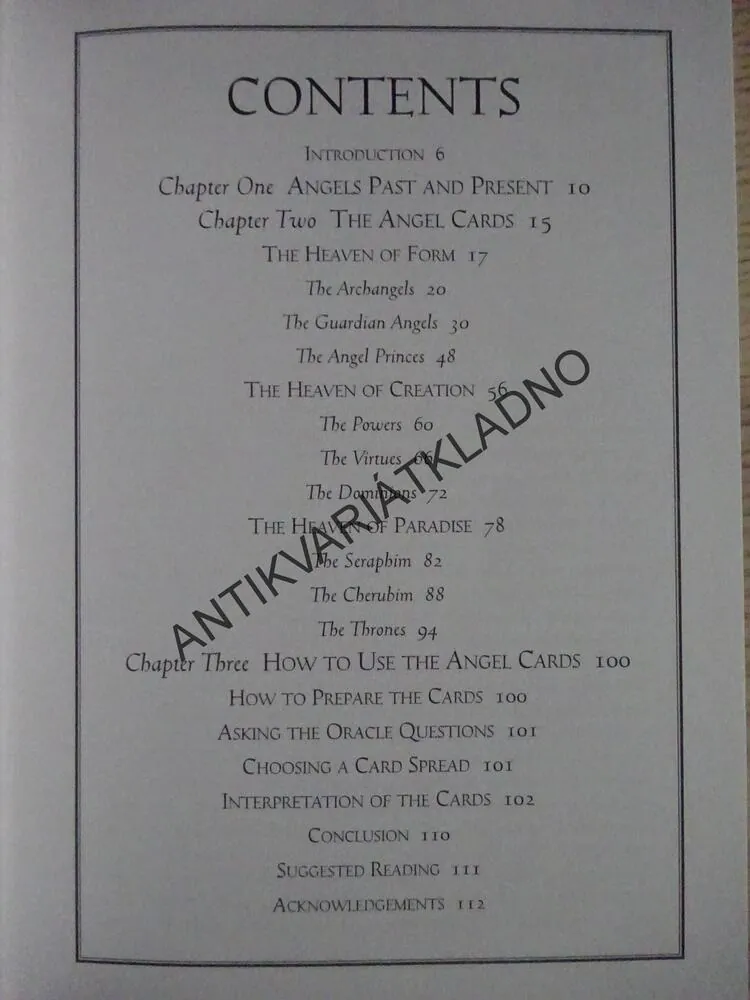 CONTENTS
INTRODUCTION 6
Chapter One ANGELS PAST AND PRESENT 10
Chapter Two THE ANGEL CARDS 15
THE HEAVEN OF FORM 17
The Archangels 20
The Guardian Angels 30
The Angel Princes 48
THE HEAVEN OF CREATION 56
The Powers 60
The Virtues 66
The Dominions 72
THE HEAVEN OF PARADISE 78
The Seraphim 82
The Cherubim 88
The Thrones 94
Chapter Three HOW TO USE THE ANGEL CARDS 100
HOW TO PREPARE THE CARDS 100
ASKING THE ORACLE QUESTIONS 101
CHOOSING A CARD SPREAD 101
INTERPRETATION OF THE CARDS 102
CONCLUSION 110
SUGGESTED READING 111
ACKNOWLEDGEMENTS 112
ANTIKVARIÁTKLADNO